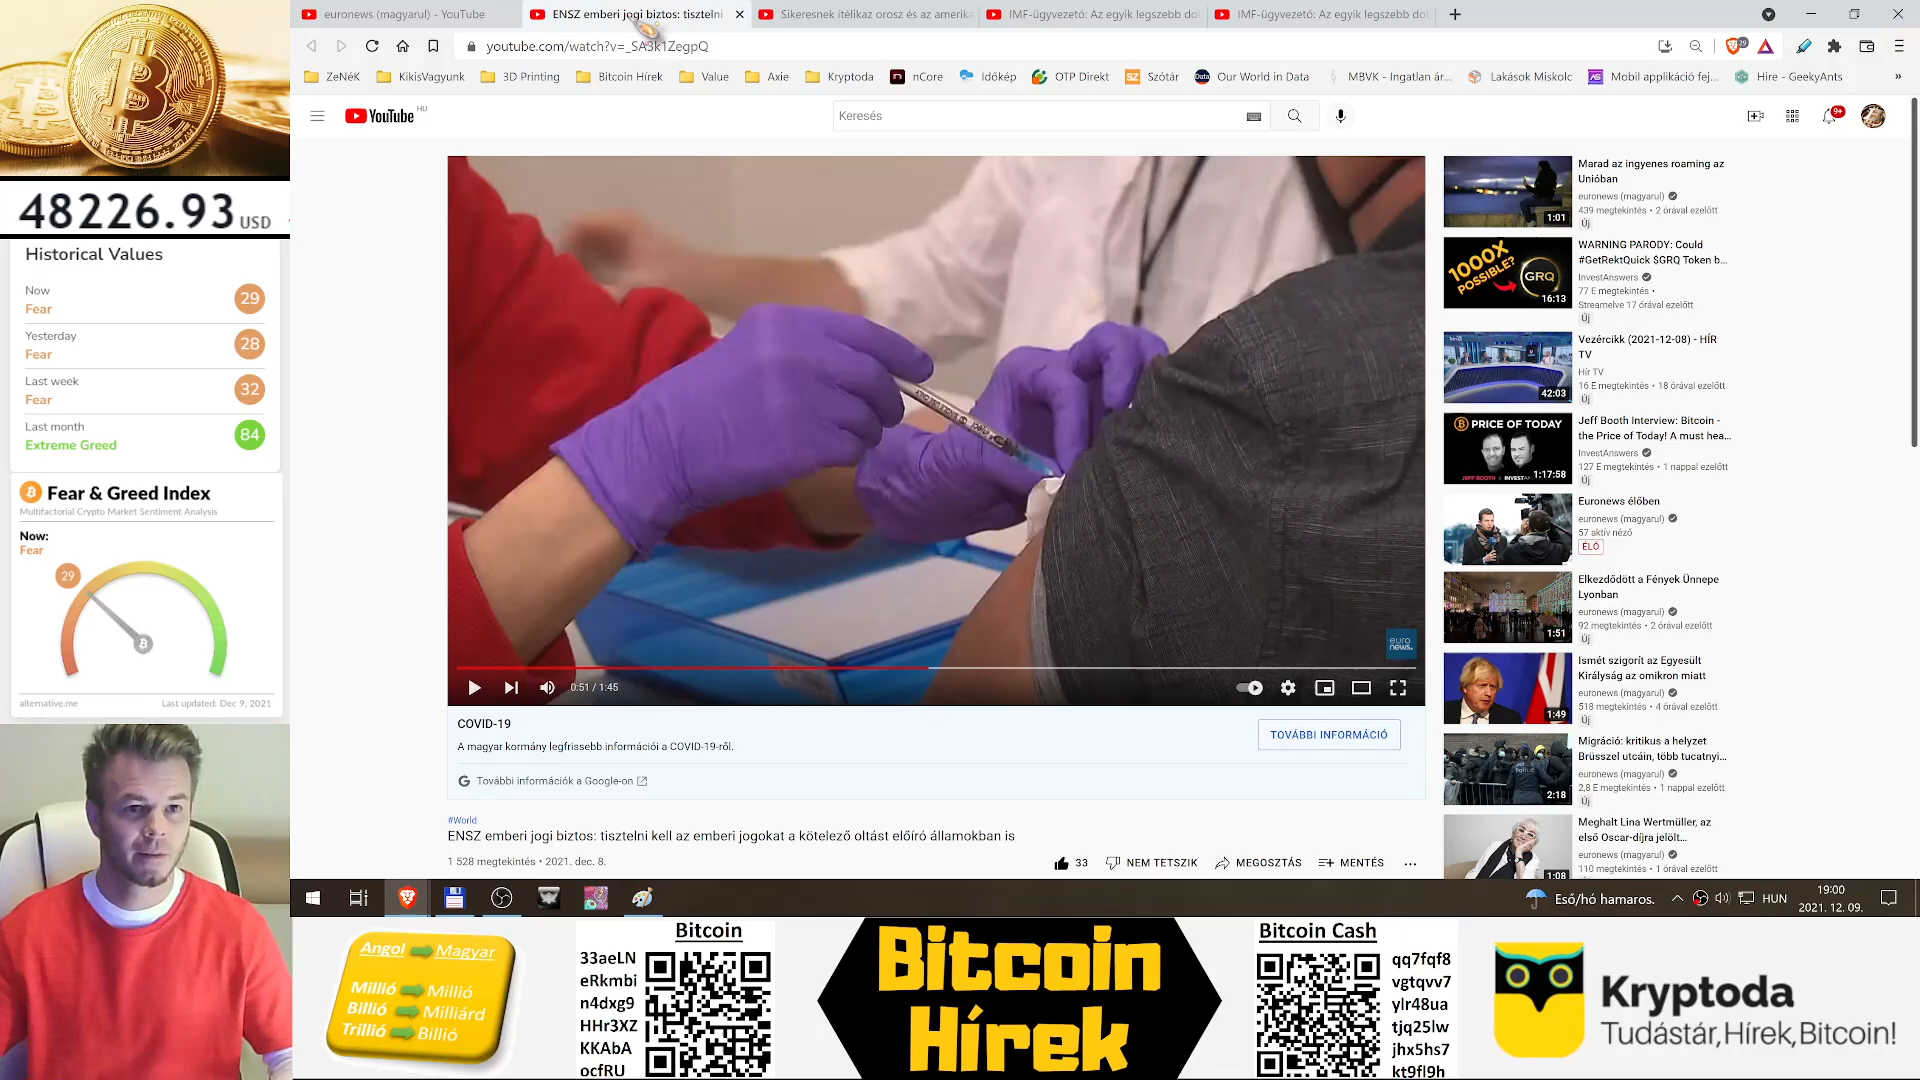 euronews (magyarul) - YouTube
ENSZ emberi jogi biztos: tisztelni
Sikeresnek ítélikaz orosz és az amerika
IMF-ügyvezető: Az egyik legszebb do
IMF-ügyvezető: Az egyik legszebb dol
youtube.com/watch?v=_SA3k1ZegpQ
29
ZeNéK
KikisVagyunk
3D Printing
Bitcoin Hírek
Value
Axie
Kryptoda
nCore
Időkép
OTP Direkt
Szótár
Our World in Data
MBVK - Ingatlan ár...
Lakások Miskolc
Mobil applikáció fej...
Hire - GeekyAnts
YouTube HU
Keresés
9+
48226.93 USD
Historical Values
Now
Fear
29
Yesterday
Fear
28
Last week
Fear
32
Last month
Extreme Greed
84
Fear & Greed Index
Multifactorial Crypto Market Sentiment Analysis
Now:
Fear
29
alternative.me
Last updated: Dec 9, 2021
euro
news.
0:51 / 1:45
COVID-19
A magyar kormány legfrissebb információi a COVID-19-ről.
TOVÁBBI INFORMÁCIÓ
További információk a Google-on
#World
ENSZ emberi jogi biztos: tisztelni kell az emberi jogokat a kötelező oltást előíró államokban is
1 528 megtekintés • 2021. dec. 8.
33
NEM TETSZIK
MEGOSZTÁS
MENTÉS
1:01
Marad az ingyenes roaming az
Unióban
euronews (magyarul)
439 megtekintés • 2 órával ezelőtt
Új
1000X
POSSIBLE?
GRQ
16:13
WARNING PARODY: Could
#GetRektQuick $GRQ Token b...
InvestAnswers
77 E megtekintés •
Streamelve 17 órával ezelőtt
Új
42:03
Vezércikk (2021-12-08) - HÍR
TV
Hír TV
16 E megtekintés • 18 órával ezelőtt
Új
PRICE OF TODAY
1:17:58
Jeff Booth Interview: Bitcoin -
the Price of Today! A must hea...
InvestAnswers
127 E megtekintés • 1 nappal ezelőtt
Új
Euronews élőben
euronews (magyarul)
57 aktív néző
ÉLŐ
1:51
Elkezdődött a Fények Ünnepe
Lyonban
euronews (magyarul)
92 megtekintés • 2 órával ezelőtt
Új
1:49
Ismét szigorít az Egyesült
Királyság az omikron miatt
euronews (magyarul)
518 megtekintés • 4 órával ezelőtt
Új
2:18
Migráció: kritikus a helyzet
Brüsszel utcáin, több tucatnyi...
euronews (magyarul)
2,8 E megtekintés • 1 nappal ezelőtt
Új
1:08
Meghalt Lina Wertmüller, az
első Oscar-díjra jelölt...
euronews (magyarul)
110 megtekintés • 1 órával ezelőtt
Eső/hó hamaros.
HUN
19:00
2021. 12. 09.
Angol Magyar
Millió Millió
Billió Milliárd
Trillió Billió
Bitcoin
33aeLN
eRkmbi
n4dxg9
HHr3XZ
KKAbA
ocfRU
Bitcoin
Hírek
Bitcoin Cash
qq7fqf8
vgtqvv7
ylr48ua
tjq25lw
jhx5hs7
kt9fl9h
Kryptoda
Tudástár,Hírek,Bitcoin!